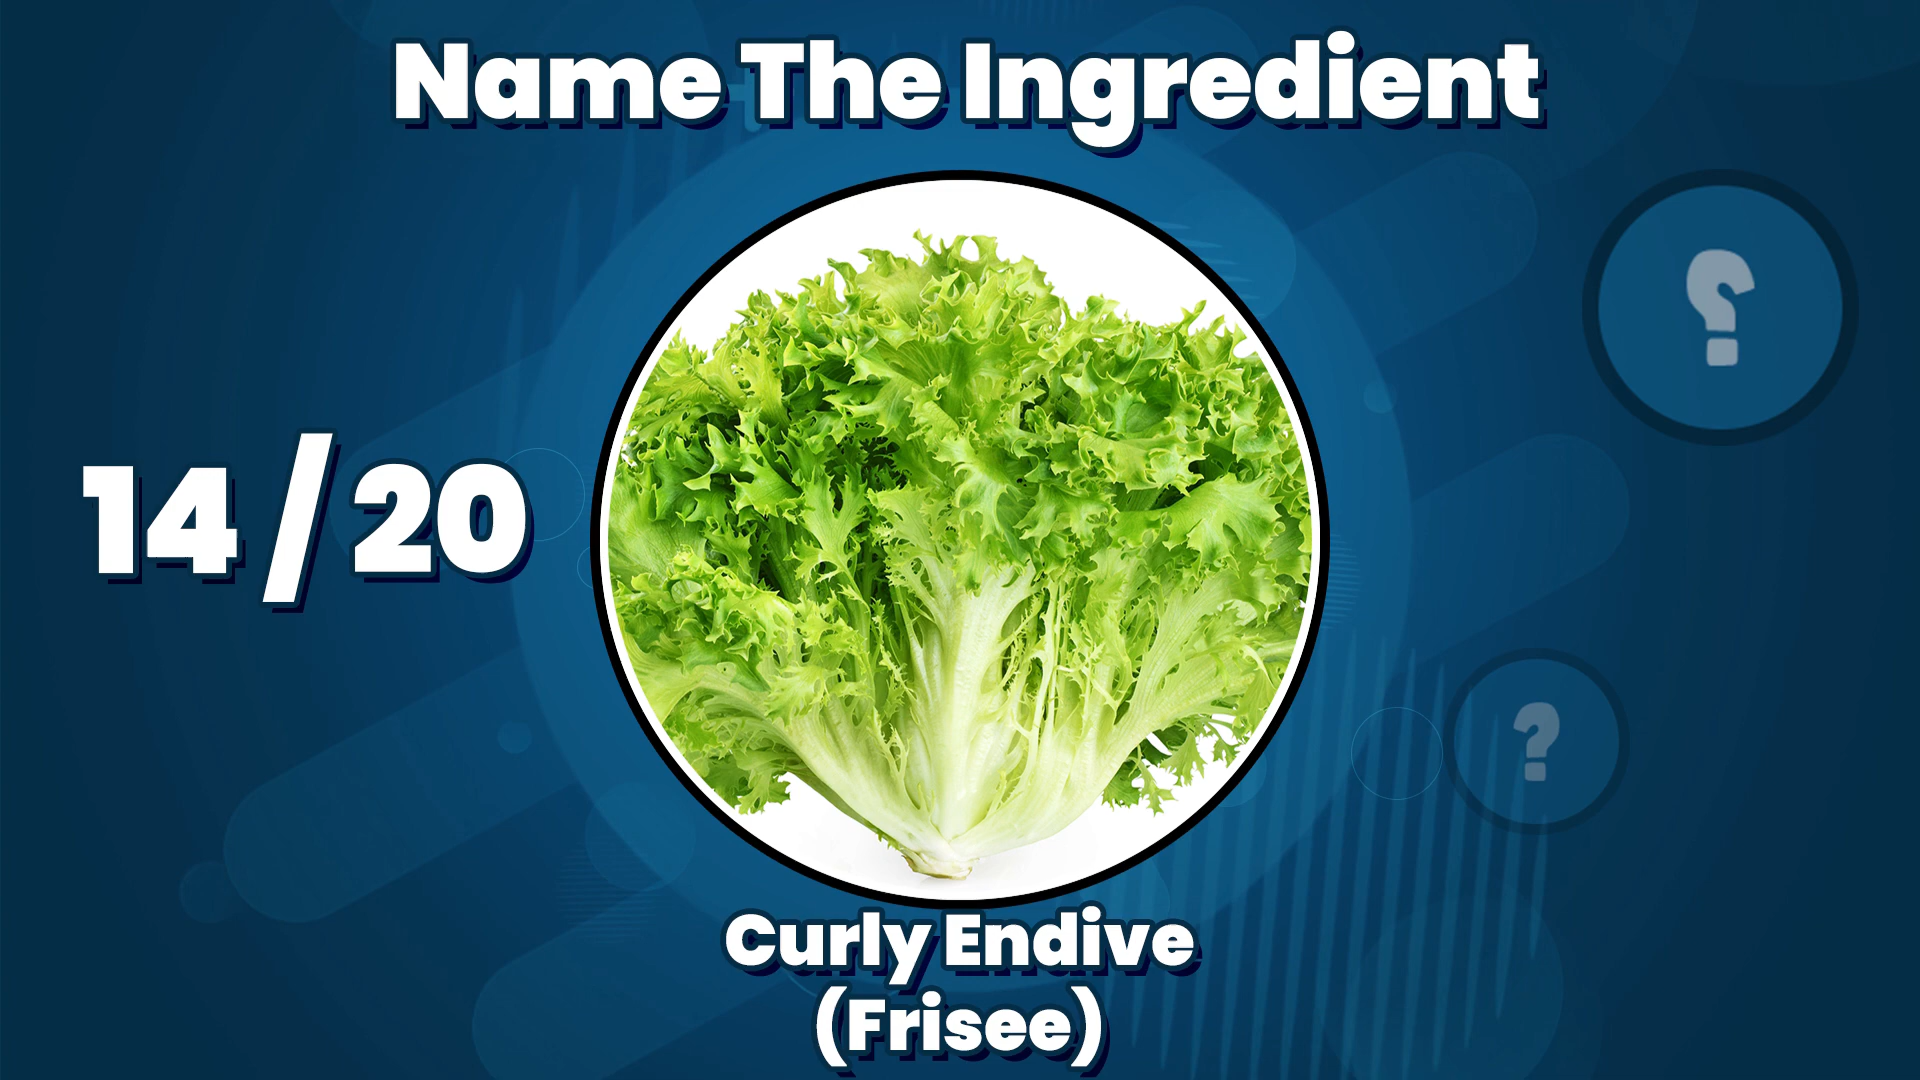 Name The Ingredient
?
14/20
?
Curly Endive
(Frisee)